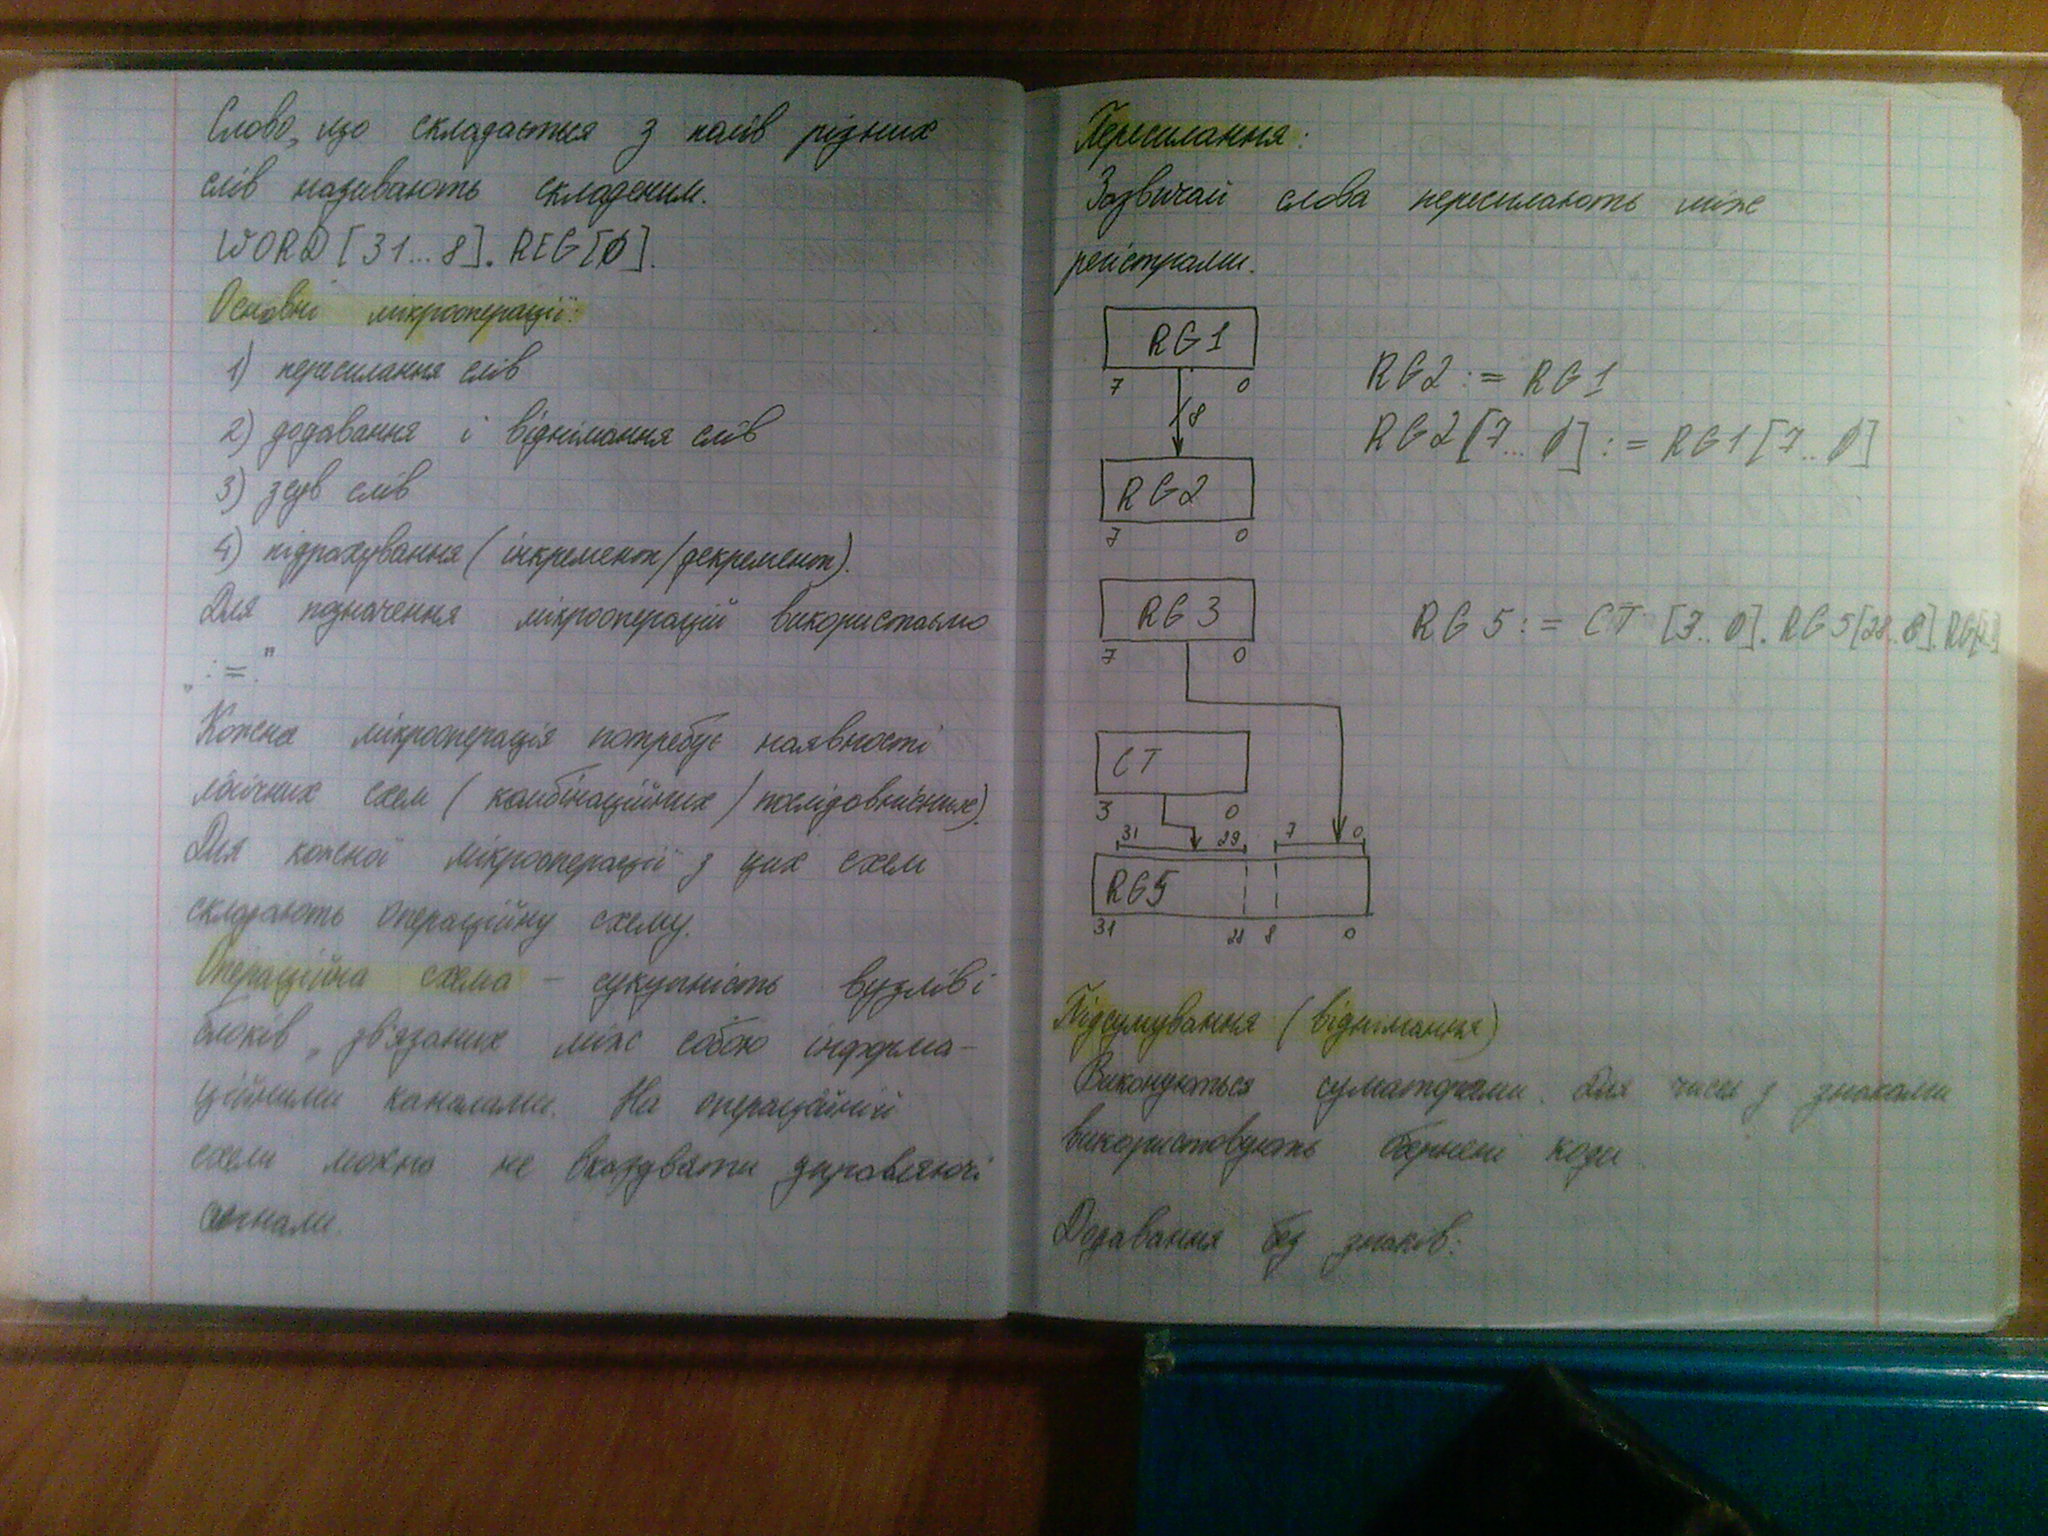 Слово, що складається з полів різних
слів називають складеним.
WORD [31...8]. REG[0].
Основні мікрооперації:
1) пересилання слів
2) додавання і віднімання слів
3) зсув слів
4) підрахування (інкремент/декремент).
Для позначення мікрооперацій використаємо
„:=."
Кожна мікрооперація потребує наявності
логічних схем (комбінаційних / послідовнісних).
Для кожної мікрооперації з цих схем
складають операційну схему.
Операційна схема – сукупність вузлів і
блоків, зв'язаних між собою інформа-
ційними каналами. На операційній
схемі можна не вказувати управляючі
сигнали.
Пересилання:
Зазвичай слова пересилають між
регістрами.
RG1
7 0
8
RG2
7 0
RG2 := RG1
RG2[7...0] := RG1[7..0]
RG3
7 0
RG5 := CT [3..0]. RG5[28..8].
CT
3 0
31 29 7 0
RG5
31 28 8 0
Підсумування (віднімання)
Виконуються суматорами. Для чисел з знаками
використовують обернені коди
Додавання без знаків: